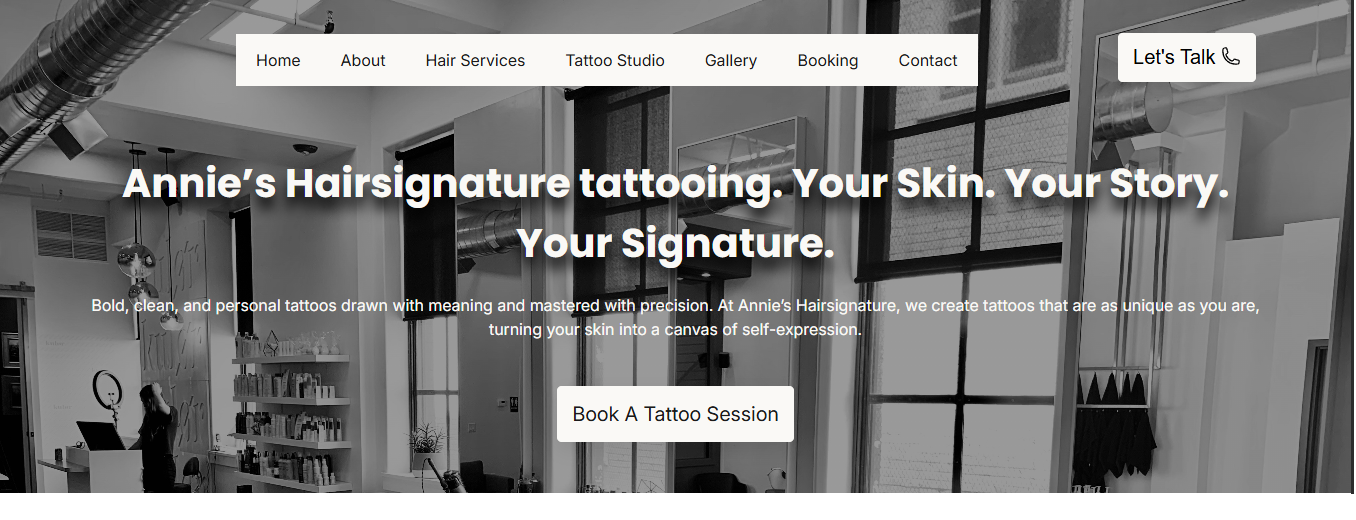 Home About Hair Services Tattoo Studio Gallery Booking Contact
Let's Talk
Annie’s Hairsignature tattooing. Your Skin. Your Story.
Your Signature.
Bold, clean, and personal tattoos drawn with meaning and mastered with precision. At Annie’s Hairsignature, we create tattoos that are as unique as you are,
turning your skin into a canvas of self-expression.
Book A Tattoo Session